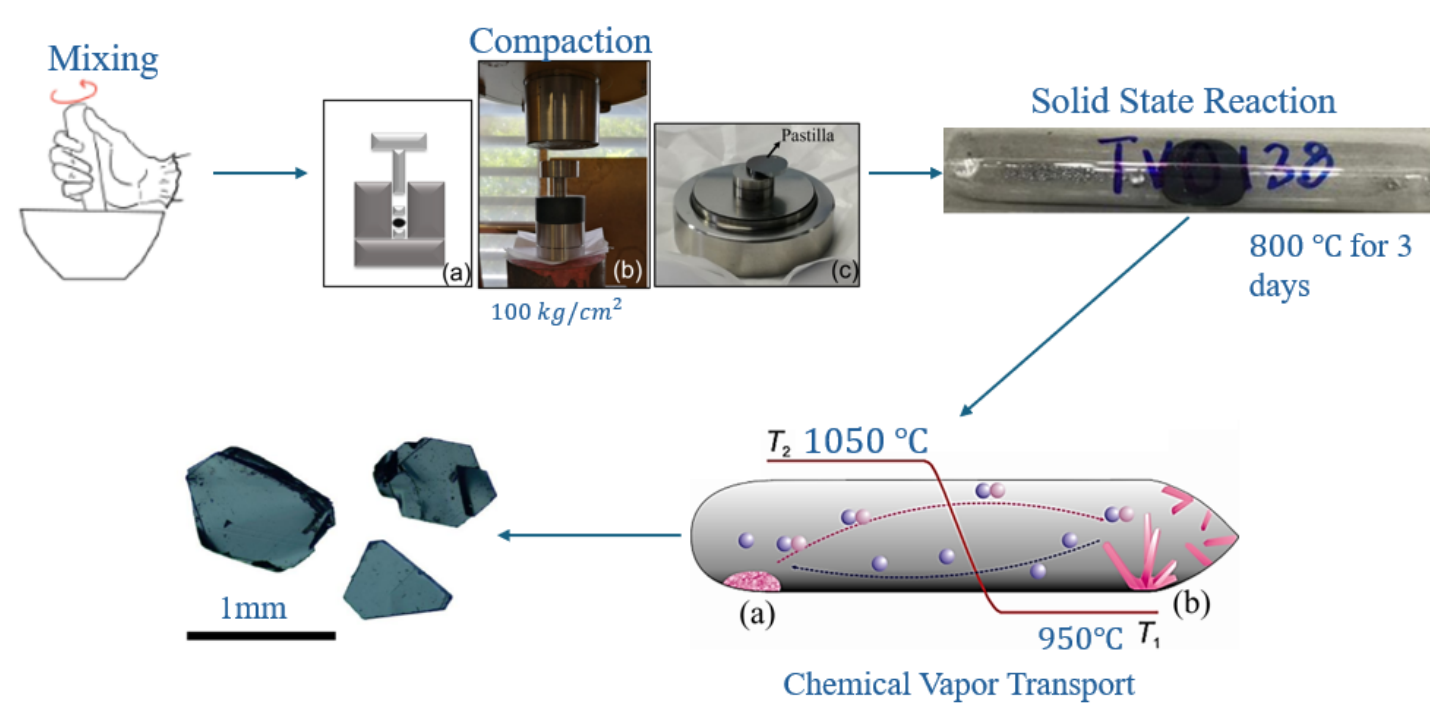 Mixing
Compaction
(a)
(b)
Pastilla
(c)
100 kg/cm²
Solid State Reaction
TVO138
800 °C for 3
days
T₂ 1050 °C
(a)
(b)
950°C T₁
Chemical Vapor Transport
1mm